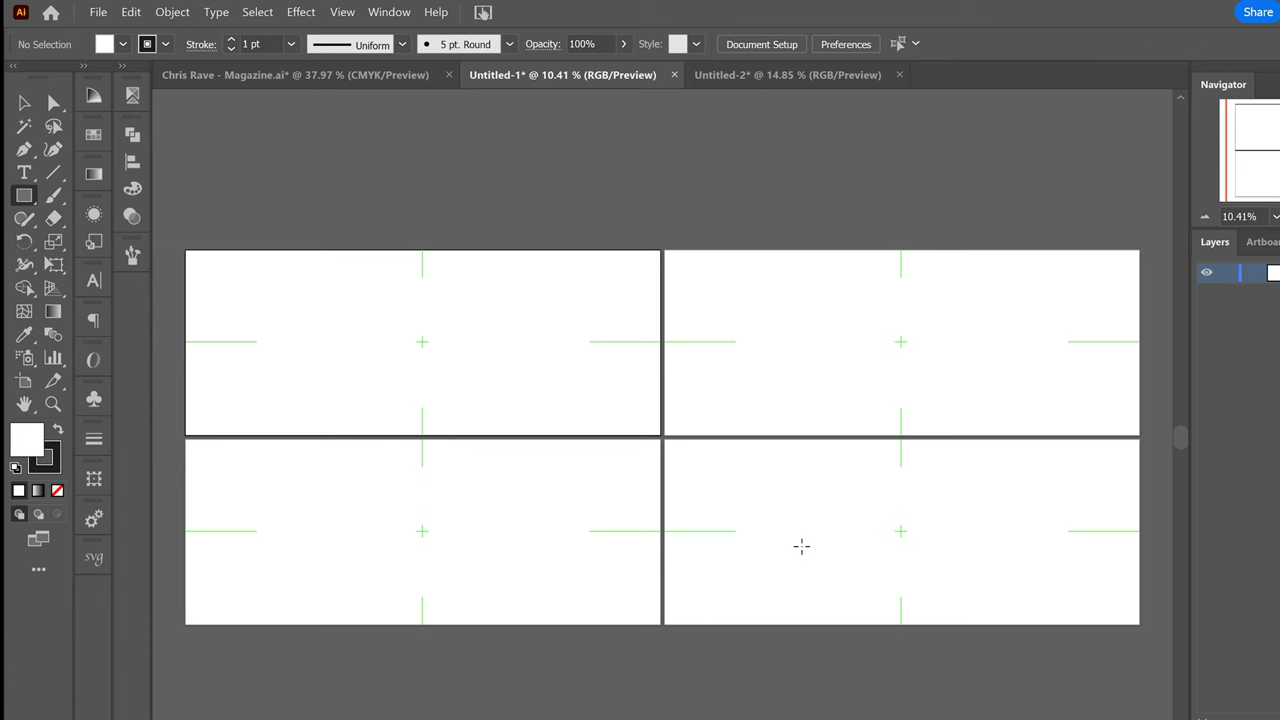 Ai File Edit Object Type Select Effect View Window Help Share
No Selection Stroke: 1 pt Uniform 5 pt. Round Opacity: 100% Style: Document Setup Preferences
Chris Rave - Magazine.ai* @ 37.97 % (CMYK/Preview) Untitled-1* @ 10.41 % (RGB/Preview) Untitled-2* @ 14.85 % (RGB/Preview)
Navigator
10.41%
Layers Artboa
svg